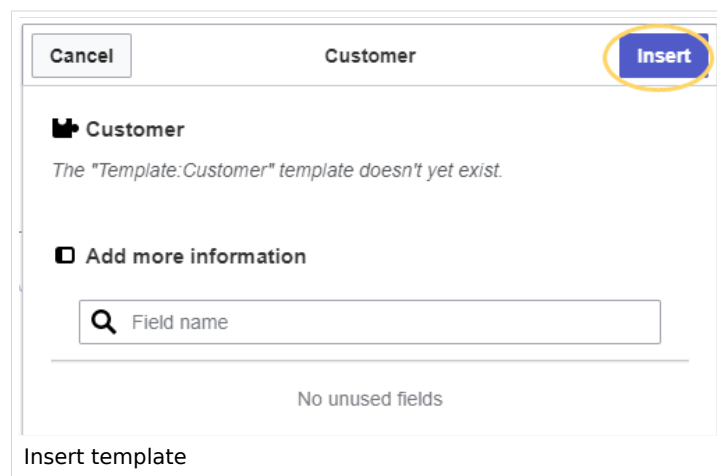 Cancel Customer Insert
Customer
The "Template:Customer" template doesn't yet exist.
Add more information
Field name
No unused fields
Insert template